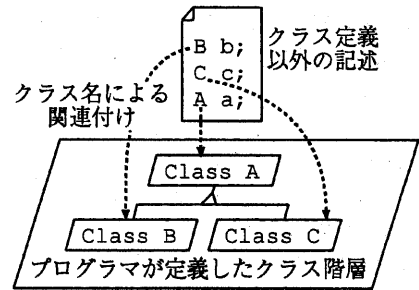 B b;
C c;
A a;
クラス定義
以外の記述
クラス名による
関連付け
Class A
Class B
Class C
プログラマが定義したクラス階層